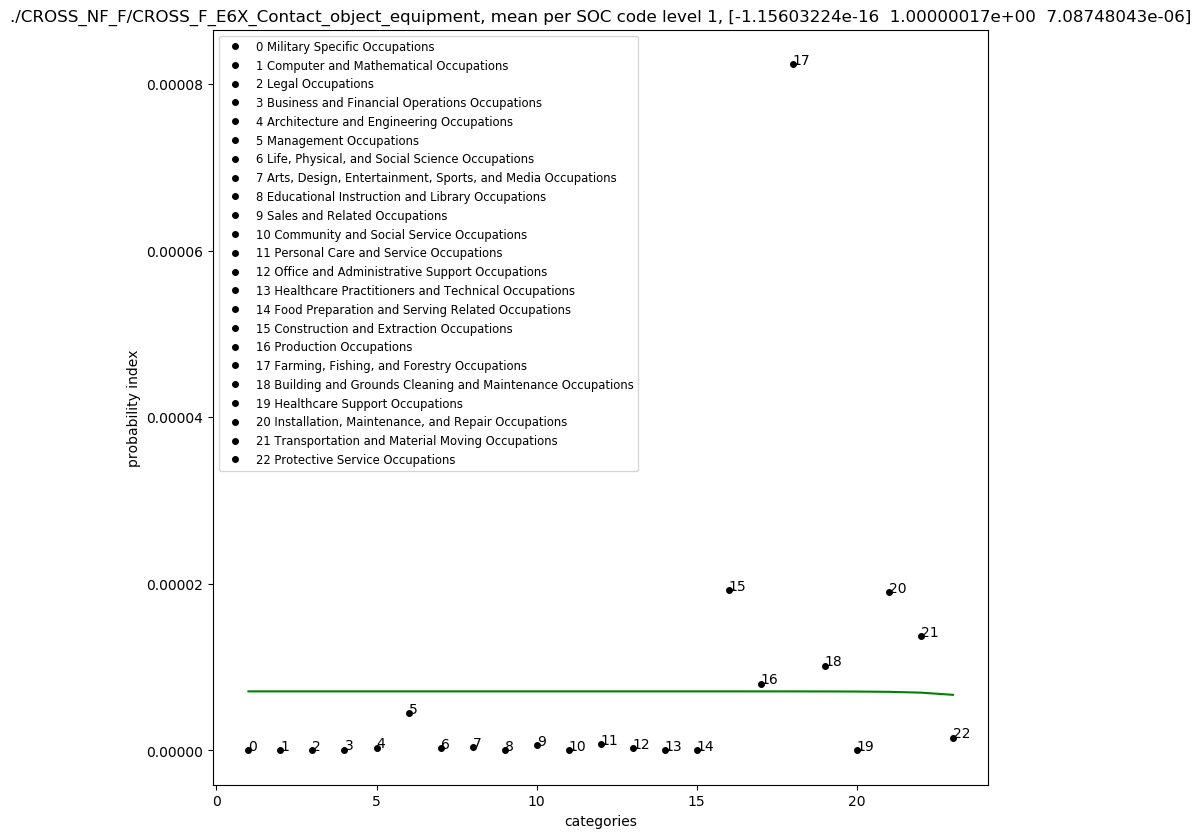 ./CROSS_NF_F/CROSS_F_E6X_Contact_object_equipment, mean per SOC code level 1, [-1.15603224e-16  1.00000017e+00  7.08748043e-06]
0 Military Specific Occupations
1 Computer and Mathematical Occupations
2 Legal Occupations
3 Business and Financial Operations Occupations
4 Architecture and Engineering Occupations
5 Management Occupations
6 Life, Physical, and Social Science Occupations
7 Arts, Design, Entertainment, Sports, and Media Occupations
8 Educational Instruction and Library Occupations
9 Sales and Related Occupations
10 Community and Social Service Occupations
11 Personal Care and Service Occupations
12 Office and Administrative Support Occupations
13 Healthcare Practitioners and Technical Occupations
14 Food Preparation and Serving Related Occupations
15 Construction and Extraction Occupations
16 Production Occupations
17 Farming, Fishing, and Forestry Occupations
18 Building and Grounds Cleaning and Maintenance Occupations
19 Healthcare Support Occupations
20 Installation, Maintenance, and Repair Occupations
21 Transportation and Material Moving Occupations
22 Protective Service Occupations
probability index
0.00008
0.00006
0.00004
0.00002
0.00000
0
1
2
3
4
5
6
7
8
9
10
11
12
13
14
15
16
17
18
19
20
21
22
0
5
10
15
20
categories